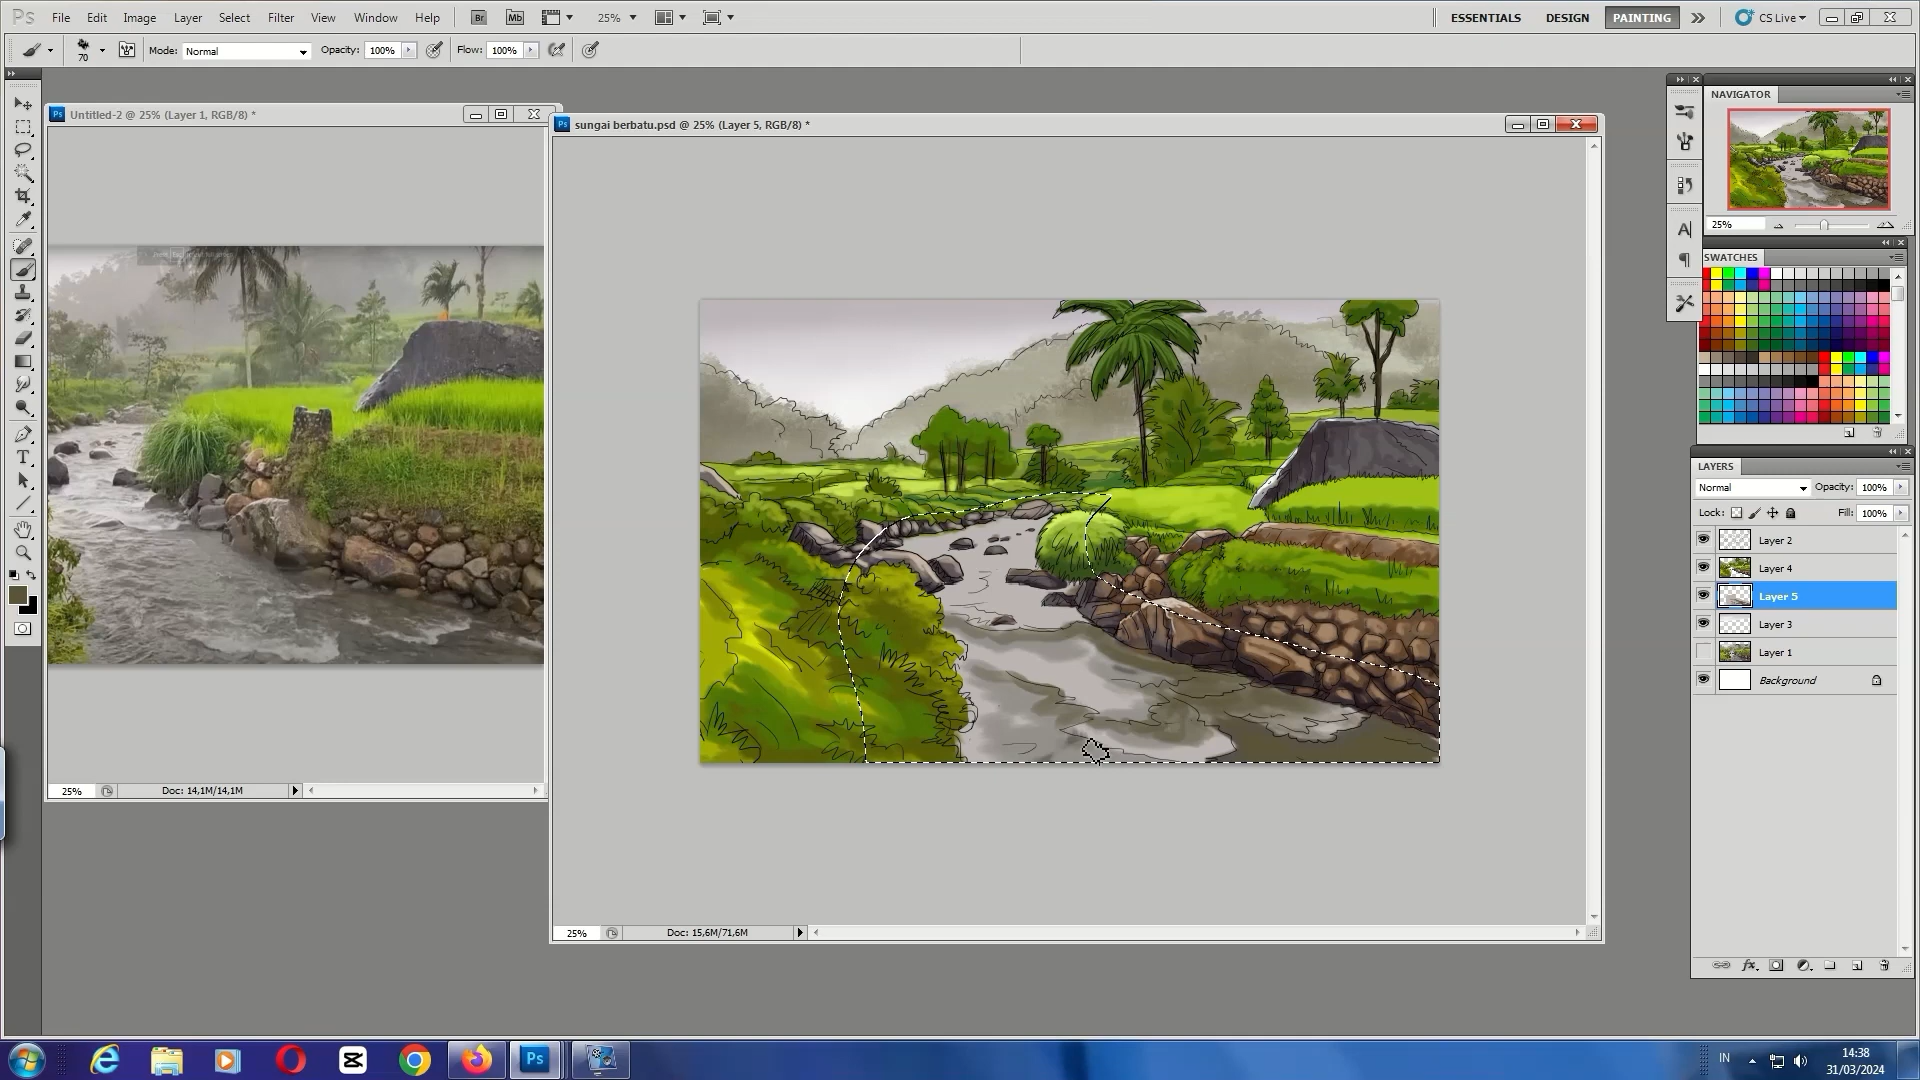 Ps File Edit Image Layer Select Filter View Window Help Br Mb 25% ESSENTIALS DESIGN PAINTING CS Live
70 Mode: Normal Opacity: 100% Flow: 100%
Untitled-2 @ 25% (Layer 1, RGB/8) *
25% Doc: 14,1M/14,1M
sungai berbatu.psd @ 25% (Layer 5, RGB/8) *
25% Doc: 15,6M/71,6M
NAVIGATOR
25%
SWATCHES
LAYERS
Normal Opacity: 100%
Lock: Fill: 100%
Layer 2
Layer 4
Layer 5
Layer 3
Layer 1
Background
fx
Ps
IN 14:38
31/03/2024